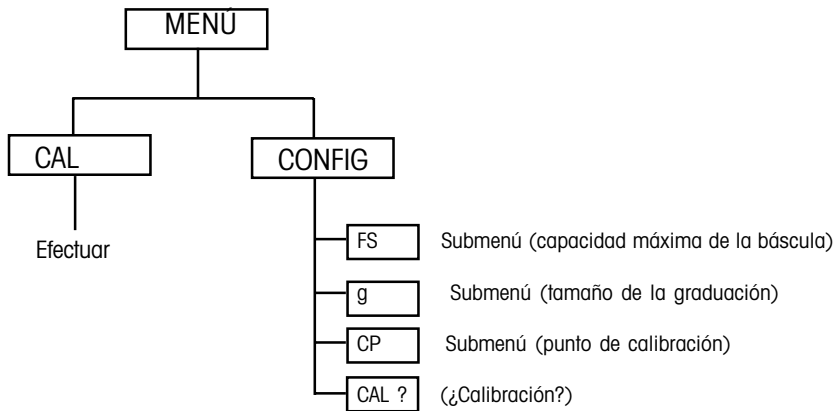 MENÚ
CAL
CONFIG
Efectuar
FS Submenú (capacidad máxima de la báscula)
g Submenú (tamaño de la graduación)
CP Submenú (punto de calibración)
CAL ? (¿Calibración?)